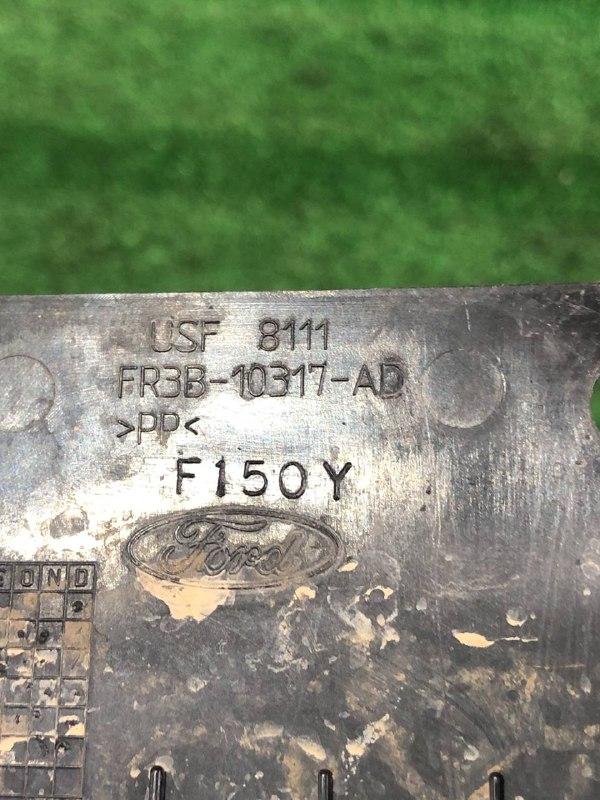 USF 8111
FR3B-10317-AD
>PP<
F150Y
Ford
EOND